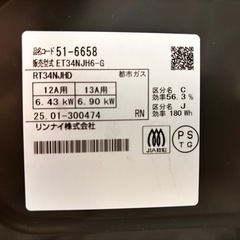 品名コード 51-6658
販売型式 ET34NJH6-G
RT34NJHD 都市ガス
12A用 13A用
6.43 kW 6.90 kW
25.01-300474 RN
リンナイ株式会社
JIA認証
PS
TG
区分名 C
効率56.3 %
区分名 J
効率 180 Wh